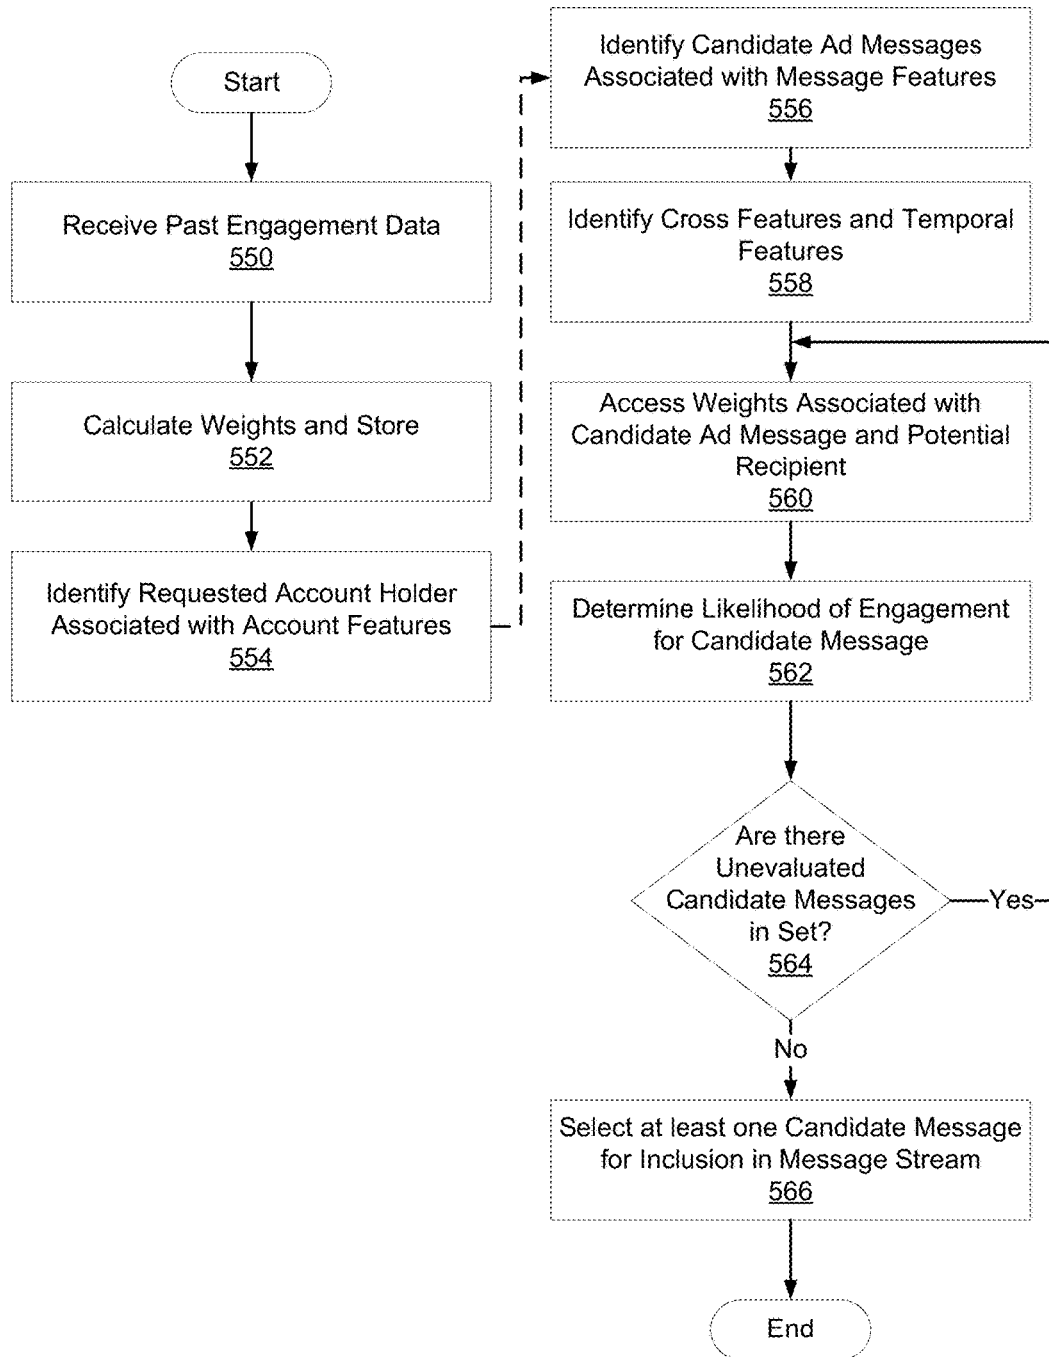 Start
Receive Past Engagement Data
550
Calculate Weights and Store
552
Identify Requested Account Holder
Associated with Account Features
554
Identify Candidate Ad Messages
Associated with Message Features
556
Identify Cross Features and Temporal
Features
558
Access Weights Associated with
Candidate Ad Message and Potential
Recipient
560
Determine Likelihood of Engagement
for Candidate Message
562
Are there
Unevaluated
Candidate Messages
in Set?
564
Yes
No
Select at least one Candidate Message
for Inclusion in Message Stream
566
End